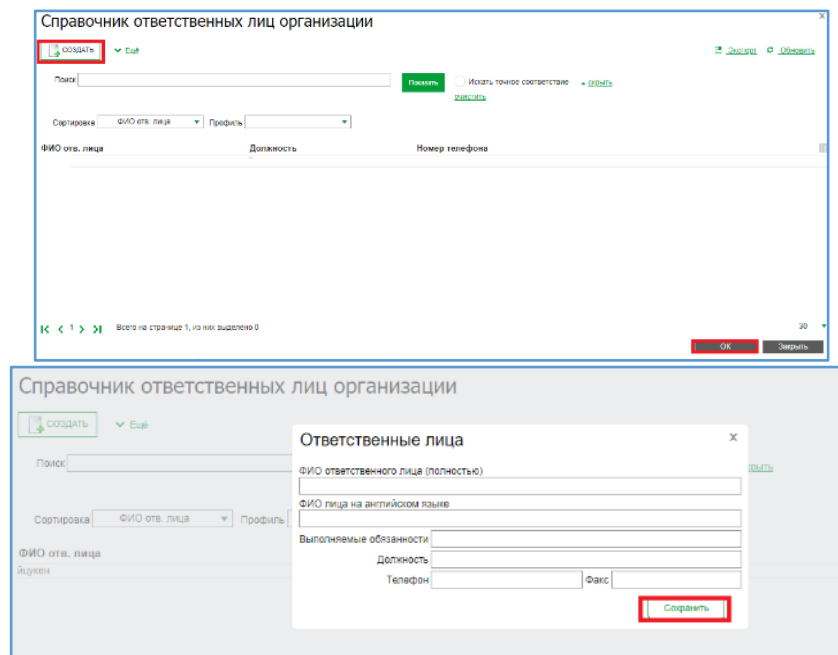 Справочник ответственных лиц организации
x
СОЗДАТЬ Ещё Экспорт Обновить
Поиск Показать Искать точное соответствие скрыть
очистить
Сортировка ФИО отв. лица Профиль
ФИО отв. лица Должность Номер телефона
1 Всего на странице 1, из них выделено 0 30
ОК Закрыть
Справочник ответственных лиц организации
СОЗДАТЬ Ещё
Ответственные лица x
Поиск крыть
ФИО ответственного лица (полностью)
ФИО лица на английском языке
Сортировка ФИО отв. лица Профиль
Выполняемые обязанности
ФИО отв. лица
Должность
йцукен
Телефон Факс
Сохранить